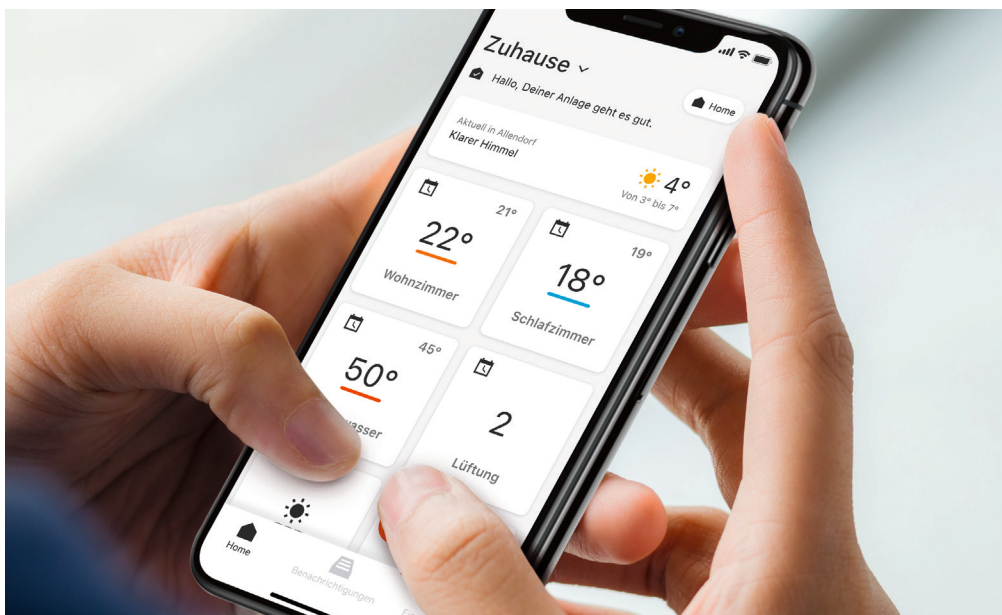 Zuhause
Hallo, Deiner Anlage geht es gut.
Home
Aktuell in Allendorf
Klarer Himmel
4°
Von 3° bis 7°
21°
22°
Wohnzimmer
19°
18°
Schlafzimmer
45°
50°
wasser
2
Lüftung
Home
Benachrichtigungen